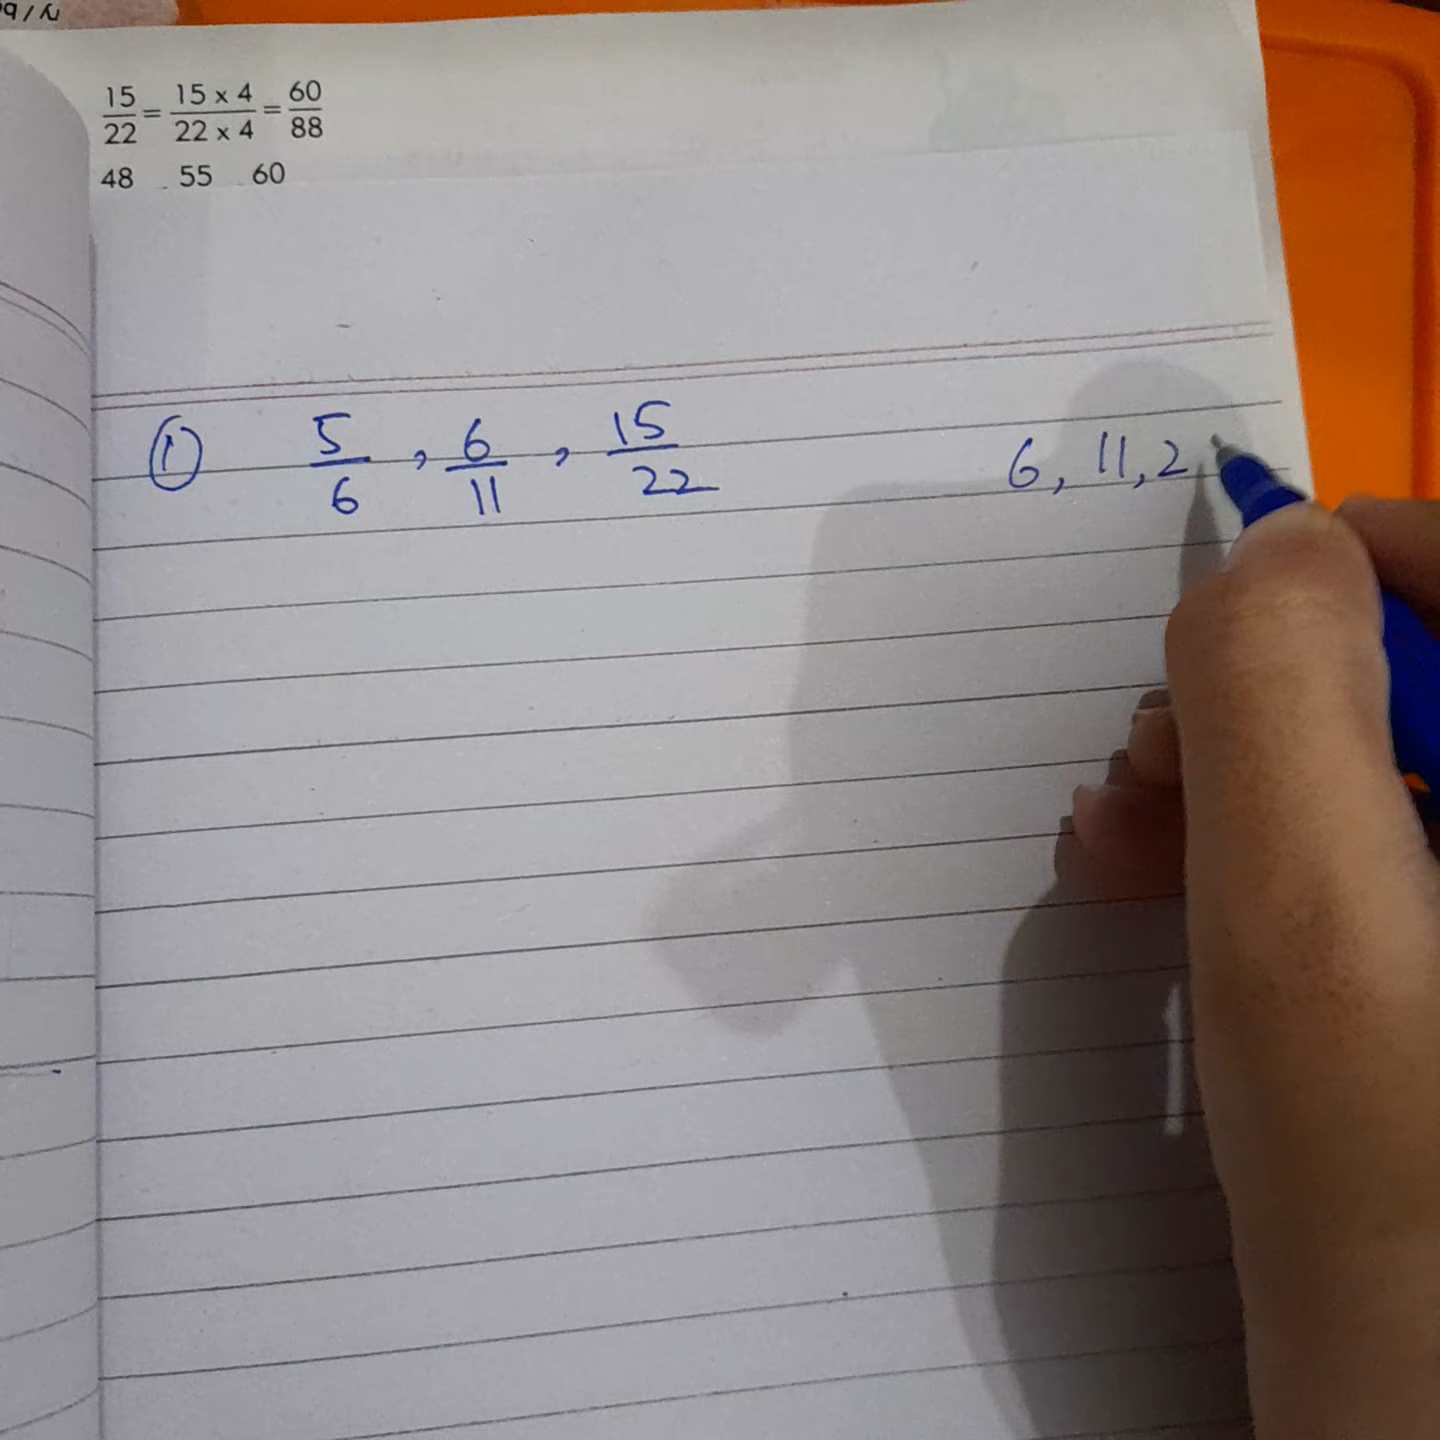 15/22 = 15 x 4/22 x 4 = 60/88
48 . 55 . 60
① 5/6 , 6/11 , 15/22 6, 11, 2